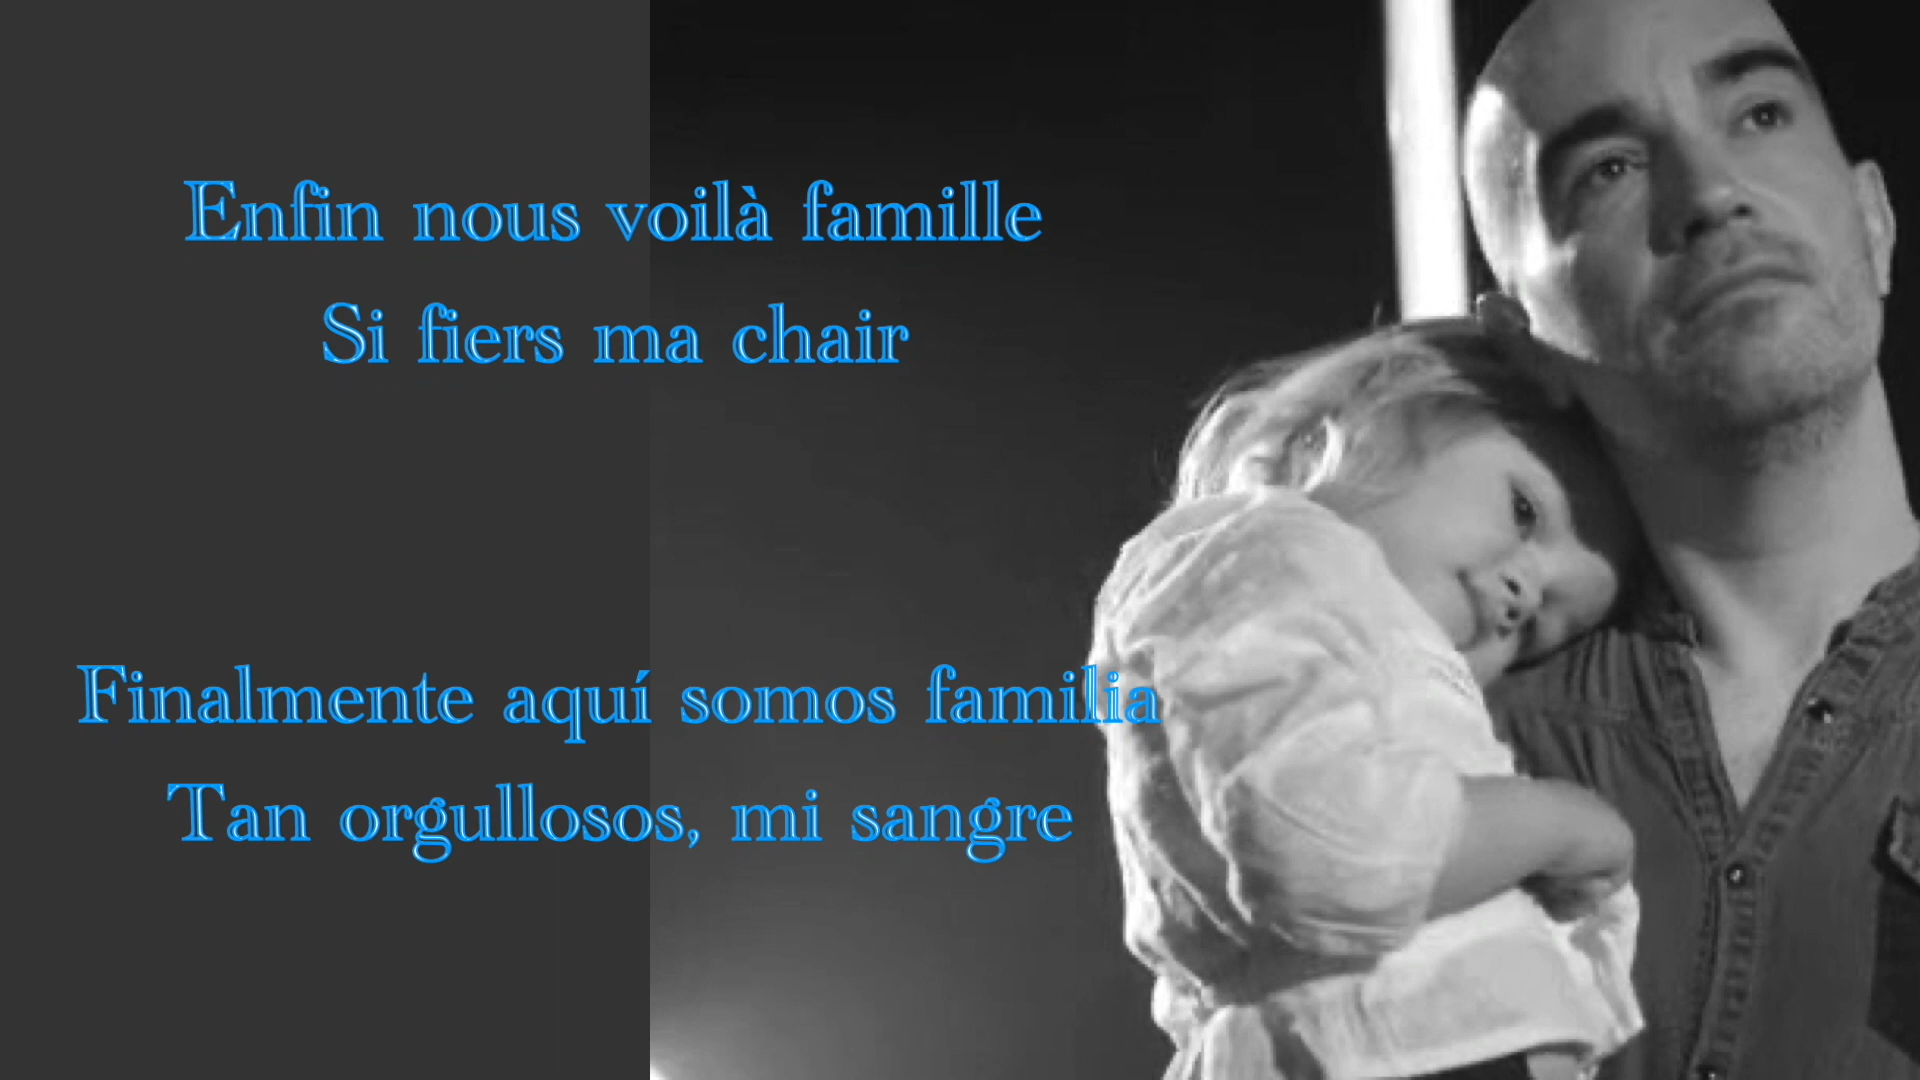 Enfin nous voilà famille
Si fiers ma chair
Finalmente aquí somos familia
Tan orgullosos, mi sangre